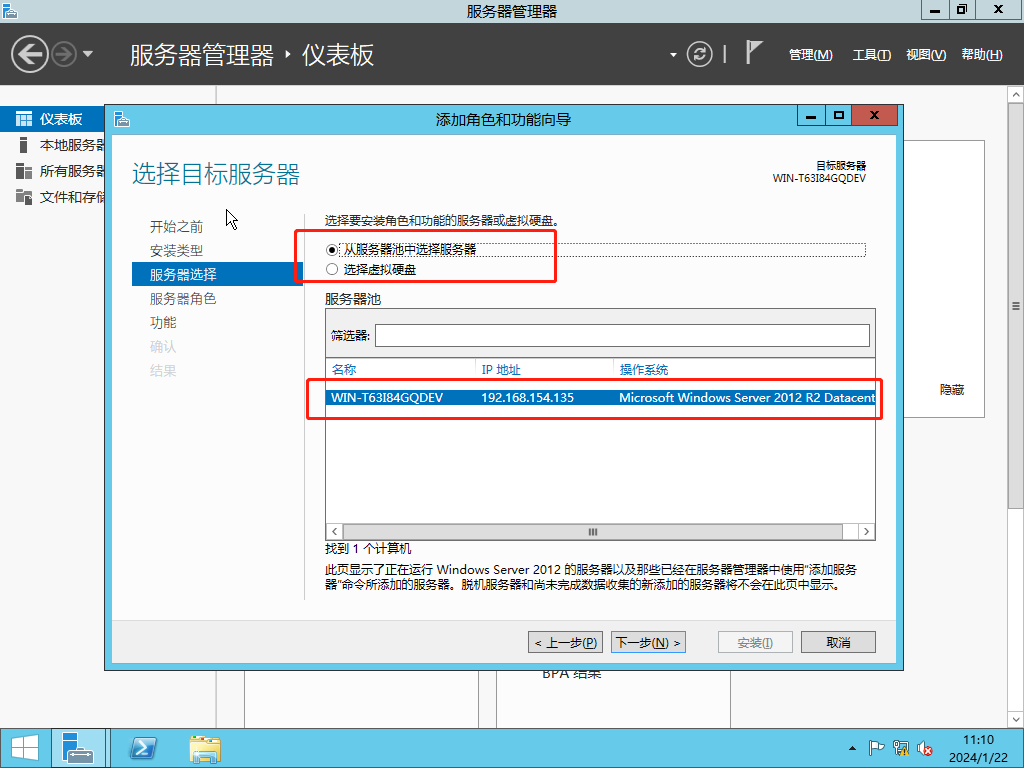 服务器管理器
服务器管理器 · 仪表板
管理(M) 工具(T) 视图(V) 帮助(H)
仪表板
本地服务器
所有服务器
文件和存储
添加角色和功能向导
选择目标服务器
目标服务器
WIN-T63I84GQDEV
开始之前
安装类型
服务器选择
服务器角色
功能
确认
结果
选择要安装角色和功能的服务器或虚拟硬盘。
从服务器池中选择服务器
选择虚拟硬盘
服务器池
筛选器:
名称 IP 地址 操作系统
WIN-T63I84GQDEV 192.168.154.135 Microsoft Windows Server 2012 R2 Datacent
找到 1 个计算机
此页显示了正在运行 Windows Server 2012 的服务器以及那些已经在服务器管理器中使用"添加服务
器"命令所添加的服务器。脱机服务器和尚未完成数据收集的新添加的服务器将不会在此页中显示。
< 上一步(P) 下一步(N) > 安装(I) 取消
隐藏
BPA 结果
11:10
2024/1/22